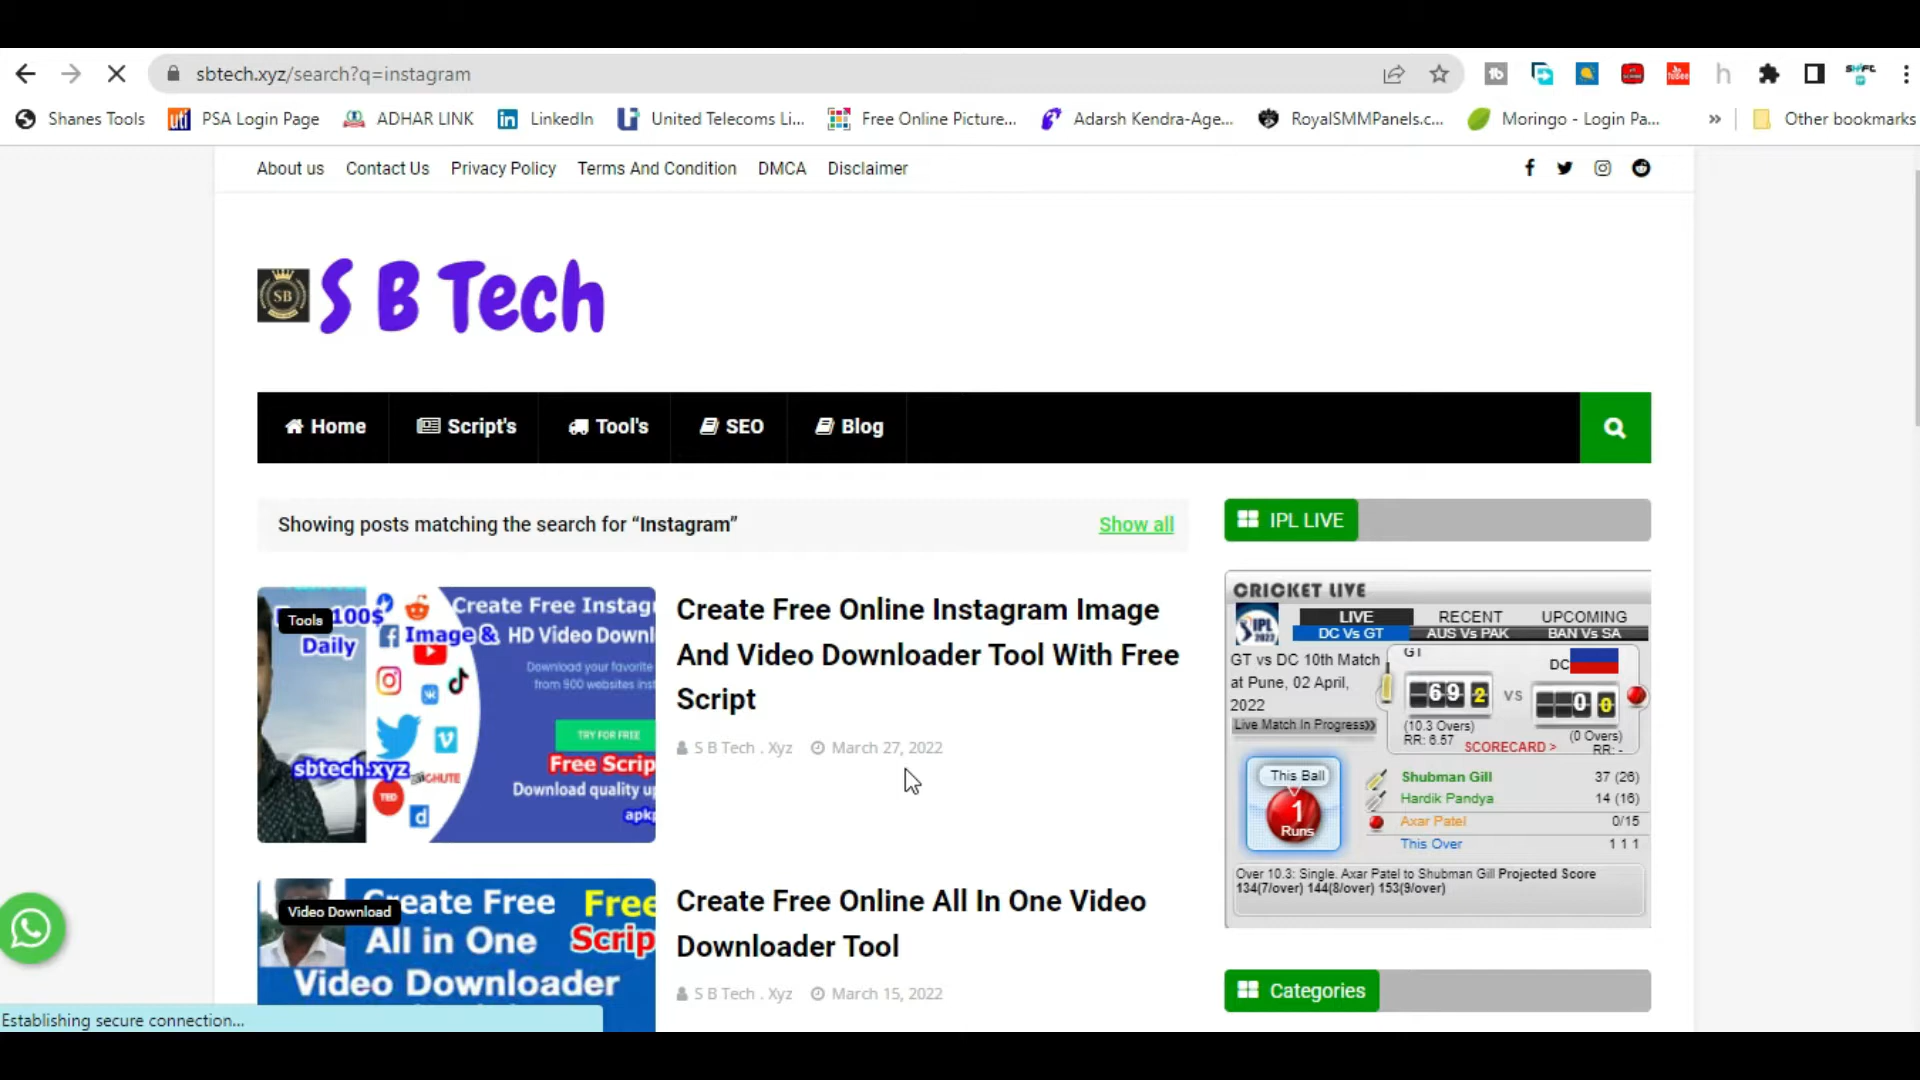 sbtech.xyz/search?q=instagram
Shanes Tools
uti PSA Login Page
ADHAR LINK
in LinkedIn
United Telecoms Li...
Free Online Picture...
Adarsh Kendra-Age...
RoyalSMMPanels.c...
Moringo - Login Pa...
»
Other bookmarks
About us Contact Us Privacy Policy Terms And Condition DMCA Disclaimer
SB
S B Tech
Home Script's Tool's SEO Blog
Showing posts matching the search for “Instagram”
Show all
Tools
100$
Daily
Create Free Instag
Image & HD Video Downl
Download your favorite
from 900 websites inst
TRY FOR FREE
sbtech.xyz
TED
Free Scrip
Download quality u
apk
Create Free Online Instagram Image
And Video Downloader Tool With Free
Script
S B Tech . Xyz March 27, 2022
Video Download
Create Free
All in One
Video Downloader
Free
Scrip
Create Free Online All In One Video
Downloader Tool
S B Tech . Xyz March 15, 2022
IPL LIVE
CRICKET LIVE
IPL
2022
LIVE RECENT UPCOMING
DC Vs GT AUS Vs PAK BAN Vs SA
GT vs DC 10th Match
at Pune, 02 April,
2022
Live Match In Progress
GT
DC
69 2 VS 0 0
(10.3 Overs)
RR: 6.57
SCORECARD >
(0 Overs)
RR: -
This Ball
1
Runs
Shubman Gill 37 (26)
Hardik Pandya 14 (16)
Axar Patel 0/15
This Over 1 1 1
Over 10.3: Single. Axar Patel to Shubman Gill Projected Score
134(7/over) 144(8/over) 153(9/over)
Categories
Establishing secure connection...